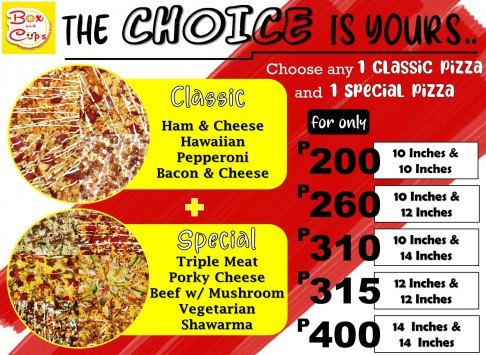 Box
and
Cups
THE CHOICE IS YOURS..
Choose any 1 Classic Pizza
and 1 Special Pizza
for only
Classic
Ham & Cheese
Hawaiian
Pepperoni
Bacon & Cheese
+
Special
Triple Meat
Porky Cheese
Beef w/ Mushroom
Vegetarian
Shawarma
P200 10 Inches &
10 Inches
P260 10 Inches &
12 Inches
P310 10 Inches &
14 Inches
P315 12 Inches &
12 Inches
P400 14 Inches &
14 Inches